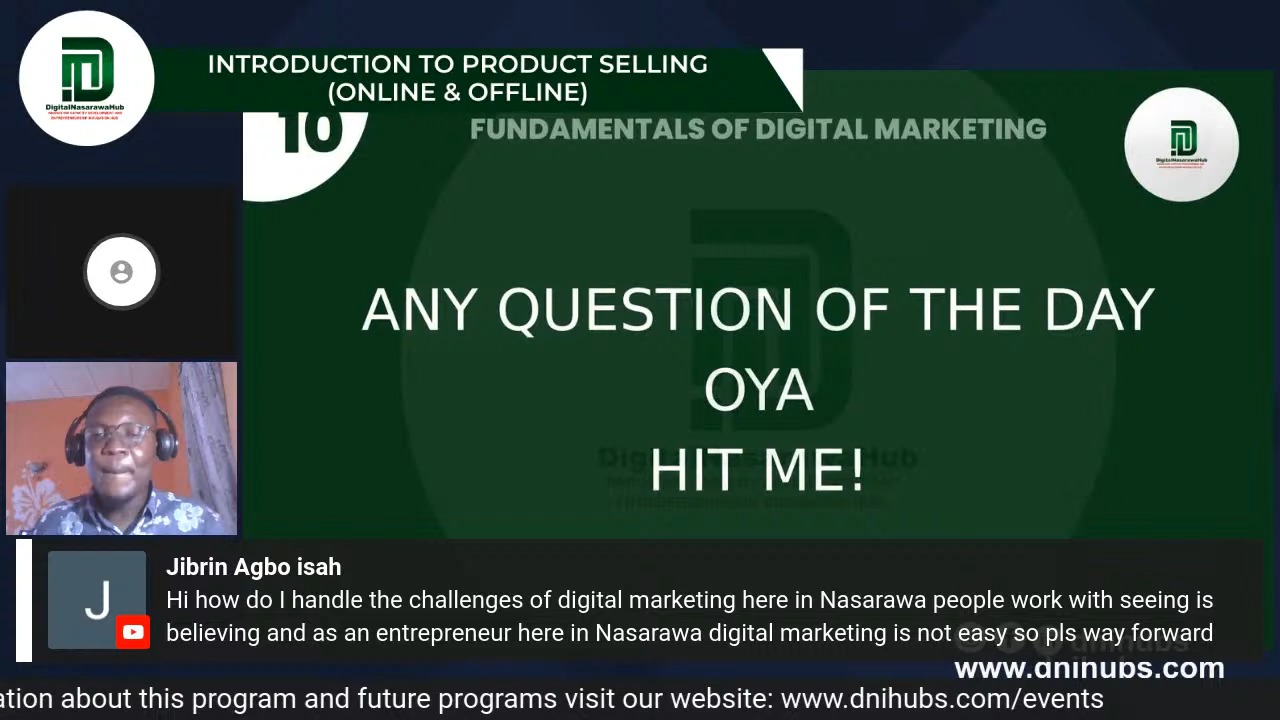 INTRODUCTION TO PRODUCT SELLING
(ONLINE & OFFLINE)
DigitalNasarawaHub
10
FUNDAMENTALS OF DIGITAL MARKETING
DigitalNasarawaHub
ANY QUESTION OF THE DAY
OYA
HIT ME!
DigitalNasarawaHub
Jibrin Agbo isah
J
Hi how do I handle the challenges of digital marketing here in Nasarawa people work with seeing is
believing and as an entrepreneur here in Nasarawa digital marketing is not easy so pls way forward
dnihubs
www.dnihubs.com
ation about this program and future programs visit our website: www.dnihubs.com/events